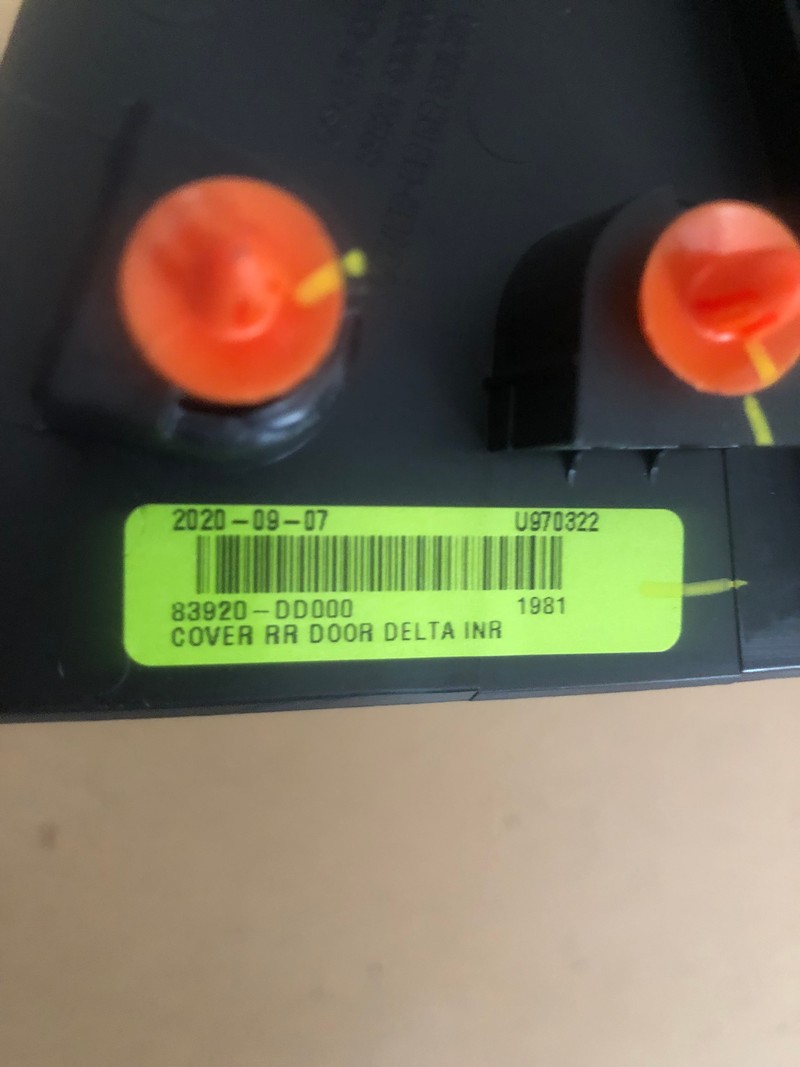 2020-09-07 U970322
83920-DD000 1981
COVER RR DOOR DELTA INR